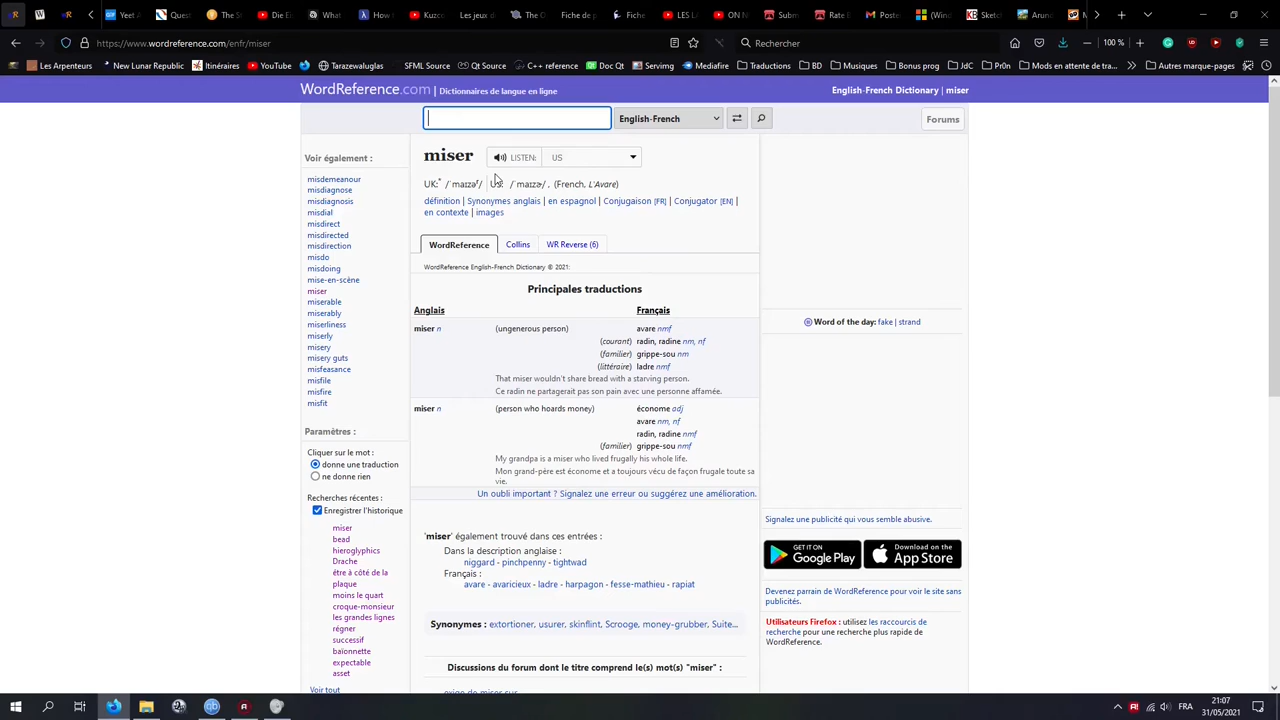 https://www.wordreference.com/enfr/miser
Rechercher
100 %
Les Arpenteurs New Lunar Republic Itinéraires YouTube Tarazewaluglas SFML Source Qt Source C++ reference Doc Qt Servimg Mediafire Traductions BD Musiques Bonus prog JdC Pr0n Mods en attente de tra... Autres marque-pages
WordReference.com | Dictionnaires de langue en ligne
English-French Dictionary | miser
English-French
Forums
Voir également :
misdemeanour
misdiagnose
misdiagnosis
misdial
misdirect
misdirected
misdirection
misdo
misdoing
mise-en-scène
miser
miserable
miserably
miserliness
miserly
misery
misery guts
misfeasance
misfile
misfire
misfit
Paramètres :
Cliquer sur le mot :
donne une traduction
ne donne rien
Recherches récentes :
Enregistrer l'historique
miser
bead
hieroglyphics
Drache
être à côté de la
plaque
moins le quart
croque-monsieur
les grandes lignes
régner
successif
baïonnette
expectable
asset
Voir tout
miser LISTEN: US
UK:* /ˈmaɪzəʳ/ US: /ˈmaɪzɚ/ , (French, L'Avare)
définition | Synonymes anglais | en espagnol | Conjugaison [FR] | Conjugator [EN] |
en contexte | images
WordReference Collins WR Reverse (6)
WordReference English-French Dictionary © 2021:
Principales traductions
Anglais Français
miser n (ungenerous person) avare nmf
(courant) radin, radine nm, nf
(familier) grippe-sou nm
(littéraire) ladre nmf
That miser wouldn't share bread with a starving person.
Ce radin ne partagerait pas son pain avec une personne affamée.
miser n (person who hoards money) économe adj
avare nm, nf
radin, radine nmf
(familier) grippe-sou nmf
My grandpa is a miser who lived frugally his whole life.
Mon grand-père est économe et a toujours vécu de façon frugale toute sa
vie.
Un oubli important ? Signalez une erreur ou suggérez une amélioration.
'miser' également trouvé dans ces entrées :
Dans la description anglaise :
niggard - pinchpenny - tightwad
Français :
avare - avaricieux - ladre - harpagon - fesse-mathieu - rapiat
Synonymes : extortioner, usurer, skinflint, Scrooge, money-grubber, Suite...
Discussions du forum dont le titre comprend le(s) mot(s) "miser" :
exige de miser sur
Word of the day: fake | strand
Signalez une publicité qui vous semble abusive.
GET IT ON
Google Play
Download on the
App Store
Devenez parrain de WordReference pour voir le site sans
publicités.
Utilisateurs Firefox : utilisez les raccourcis de
recherche pour une recherche plus rapide de
WordReference.
FRA
21:07
31/05/2021